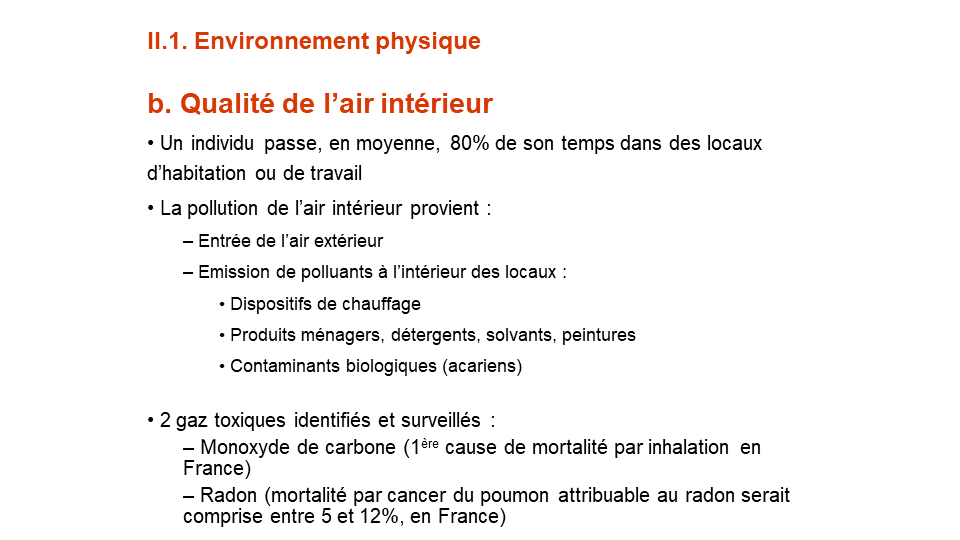 II.1. Environnement physique
b. Qualité de l’air intérieur
• Un individu passe, en moyenne, 80% de son temps dans des locaux
d’habitation ou de travail
• La pollution de l’air intérieur provient :
– Entrée de l’air extérieur
– Emission de polluants à l’intérieur des locaux :
• Dispositifs de chauffage
• Produits ménagers, détergents, solvants, peintures
• Contaminants biologiques (acariens)
• 2 gaz toxiques identifiés et surveillés :
– Monoxyde de carbone (1ère cause de mortalité par inhalation en
France)
– Radon (mortalité par cancer du poumon attribuable au radon serait
comprise entre 5 et 12%, en France)